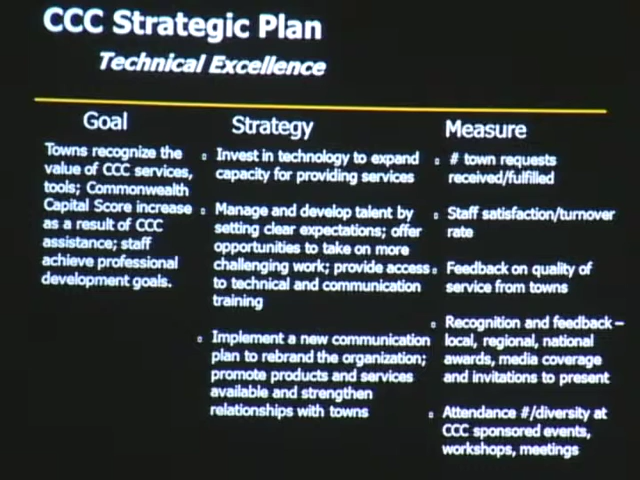 CCC Strategic Plan
Technical Excellence
Goal
Towns recognize the
value of CCC services,
tools; Commonwealth
Capital Score increase
as a result of CCC
assistance; staff
achieve professional
development goals.
Strategy
Invest in technology to expand
capacity for providing services
Manage and develop talent by
setting clear expectations; offer
opportunities to take on more
challenging work; provide access
to technical and communication
training
Implement a new communication
plan to rebrand the organization;
promote products and services
available and strengthen
relationships with towns
Measure
# town requests
received/fulfilled
Staff satisfaction/turnover
rate
Feedback on quality of
service from towns
Recognition and feedback –
local, regional, national
awards, media coverage
and invitations to present
Attendance #/diversity at
CCC sponsored events,
workshops, meetings